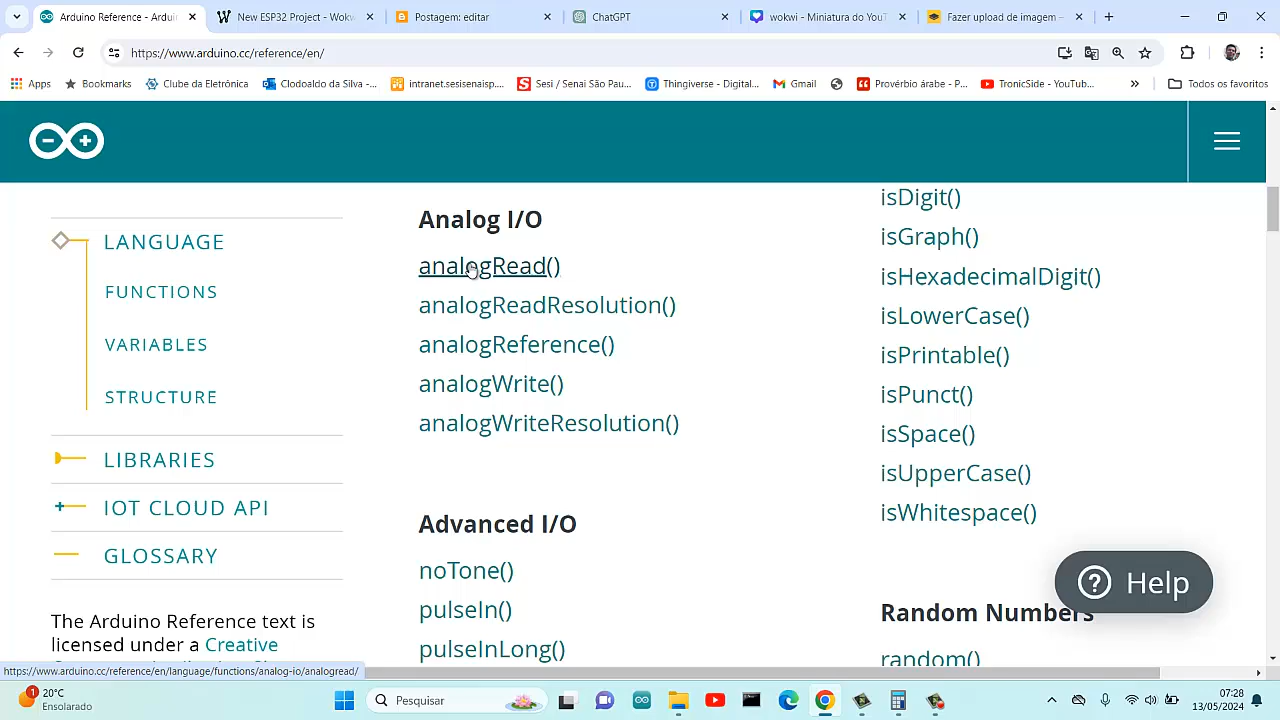 Arduino Reference - Arduin
New ESP32 Project - Wokw
Postagem editor
ChatGPT
wokwi - Miniatura do YouT
Fazer upload de imagem –
https://www.arduino.cc/reference/en/
Apps
Bookmarks
Clube da Eletrônica
Clodoaldo da Silva -...
intranet.sesisenaisp...
Sesi / Senai São Pau...
Thingiverse - Digital...
Gmail
Provérbio árabe - P...
TronicSide - YouTub...
»
Todos os favoritos
LANGUAGE
FUNCTIONS
VARIABLES
STRUCTURE
LIBRARIES
IOT CLOUD API
GLOSSARY
The Arduino Reference text is
licensed under a Creative
Analog I/O
analogRead()
analogReadResolution()
analogReference()
analogWrite()
analogWriteResolution()
Advanced I/O
noTone()
pulseIn()
pulseInLong()
isDigit()
isGraph()
isHexadecimalDigit()
isLowerCase()
isPrintable()
isPunct()
isSpace()
isUpperCase()
isWhitespace()
Random Numbers
random()
Help
https://www.arduino.cc/reference/en/language/functions/analog-io/analogread/
1
20°C
Ensolarado
Pesquisar
07:28
13/05/2024